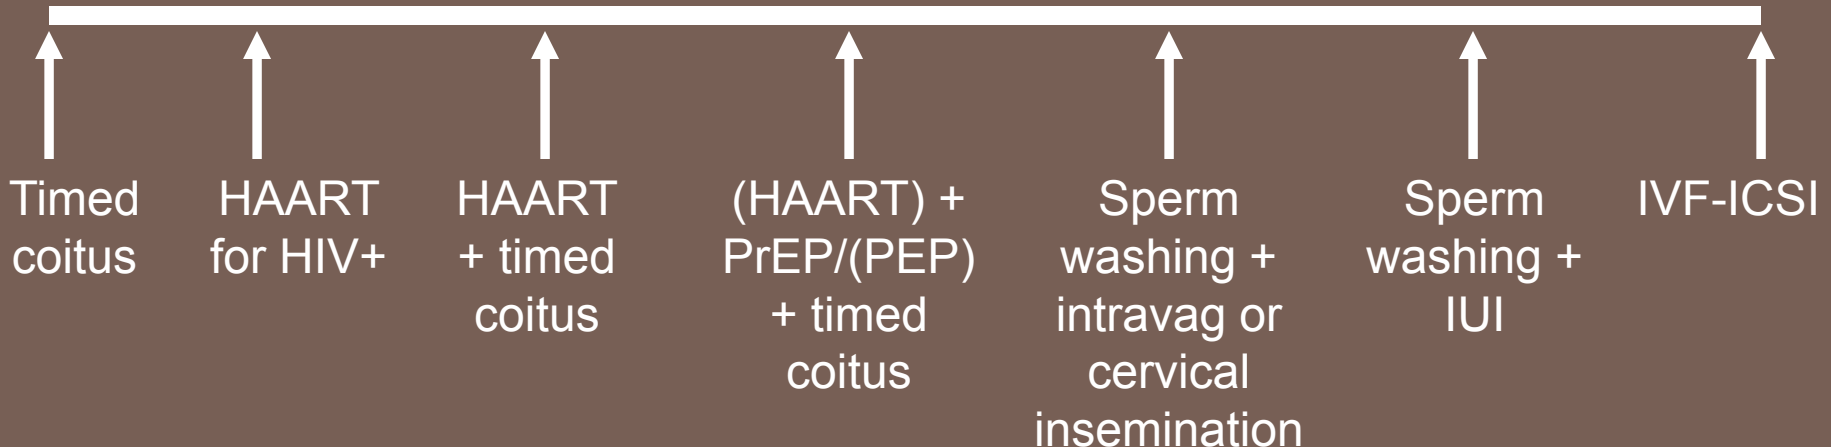 Timed
coitus
HAART
for HIV+
HAART
+ timed
coitus
(HAART) +
PrEP/(PEP)
+ timed
coitus
Sperm
washing +
intravag or
cervical
insemination
Sperm
washing +
IUI
IVF-ICSI